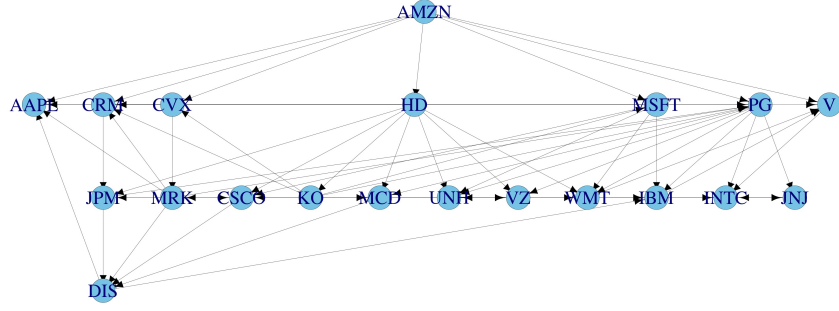 AMZN
AAPL CRM CVX HD MSFT PG V
JPM MRK CSCO KO MCD UNH VZ WMT IBM INTC JNJ
DIS